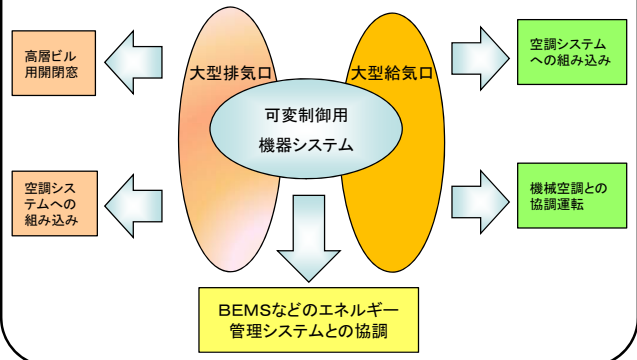 高層ビル
用開閉窓
大型排気口
大型給気口
空調システム
への組み込み
可変制御用
機器システム
空調シス
テムへの
組み込み
機械空調との
協調運転
BEMSなどのエネルギー
管理システムとの協調